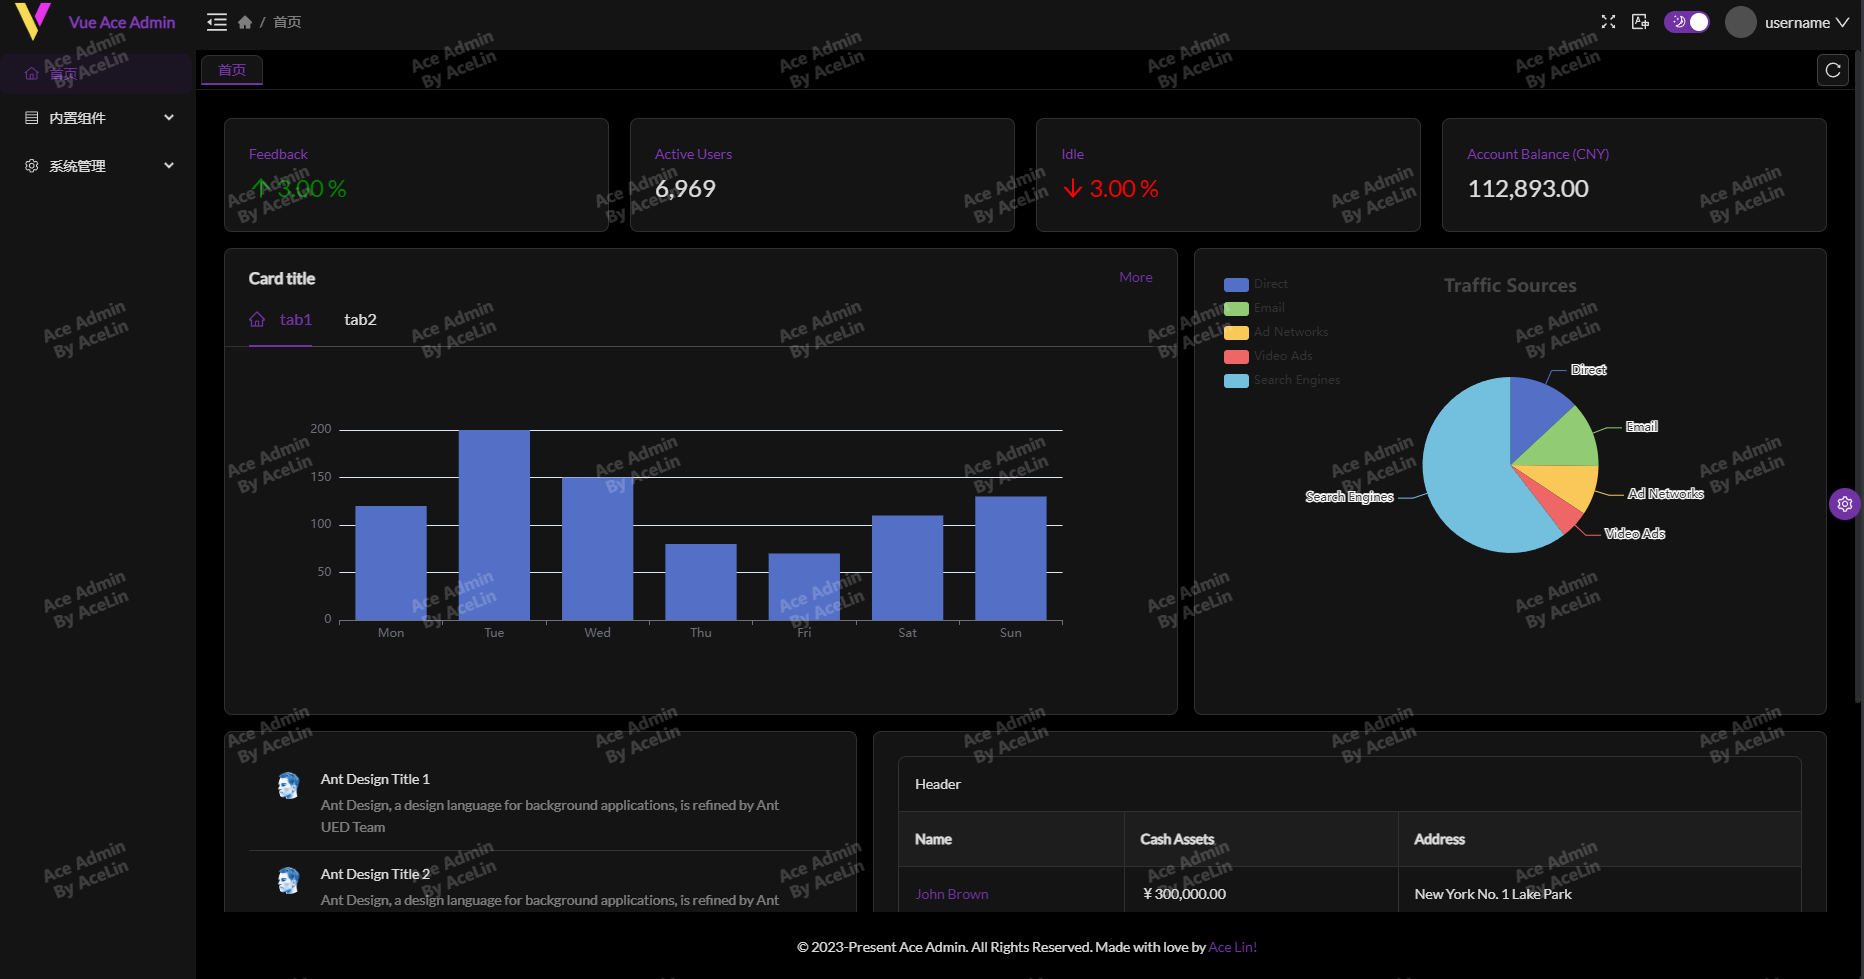 Vue Ace Admin
/ 首页
username
首页
内置组件
系统管理
首页
Feedback
3.00 %
Active Users
6,969
Idle
3.00 %
Account Balance (CNY)
112,893.00
Card title
More
tab1
tab2
200
150
100
50
0
Mon
Tue
Wed
Thu
Fri
Sat
Sun
Traffic Sources
Direct
Email
Ad Networks
Video Ads
Search Engines
Direct
Email
Ad Networks
Video Ads
Search Engines
Ant Design Title 1
Ant Design, a design language for background applications, is refined by Ant
UED Team
Ant Design Title 2
Ant Design, a design language for background applications, is refined by Ant
Header
Name
Cash Assets
Address
John Brown
¥ 300,000.00
New York No. 1 Lake Park
© 2023-Present Ace Admin. All Rights Reserved. Made with love by Ace Lin!
Ace Admin
By AceLin